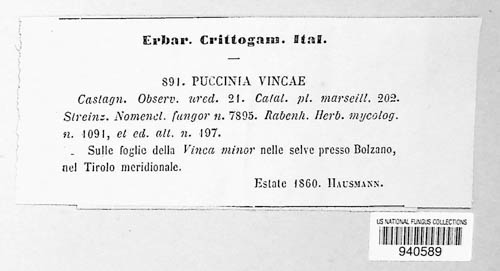 Erbar. Crittogam. Ital.
891. PUCCINIA VINCAE
Castagn. Observ. ured. 21. Catal. pl. marseill. 202.
Streinz. Nomencl. fungor n. 7895. Rabenh. Herb. mycolog.
n. 1091, et ed. alt. n. 197.
Sulle foglie della Vinca minor nelle selve presso Bolzano,
nel Tirolo meridionale.
Estate 1860. HAUSMANN.
US NATIONAL FUNGUS COLLECTIONS
940589